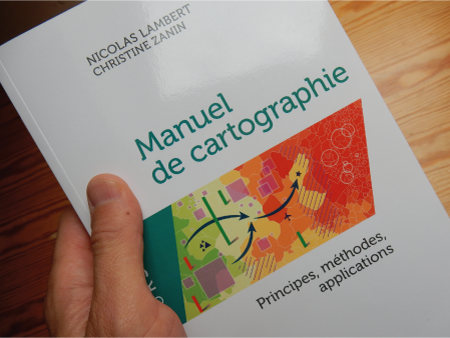 NICOLAS LAMBERT
CHRISTINE ZANIN
Manuel
de cartographie
Principes, méthodes,
applications